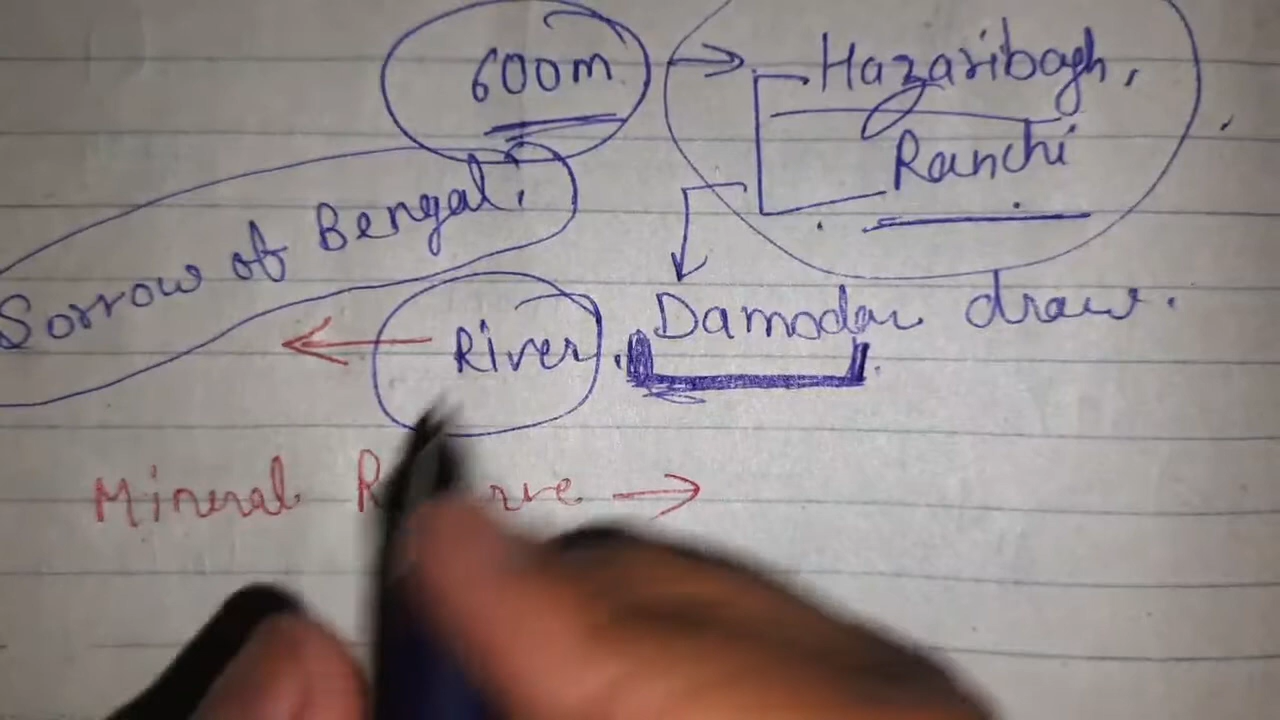 600m → Hazaribagh,
Ranchi
Sorrow of Bengal.
River. Damodar draw.
Mineral →